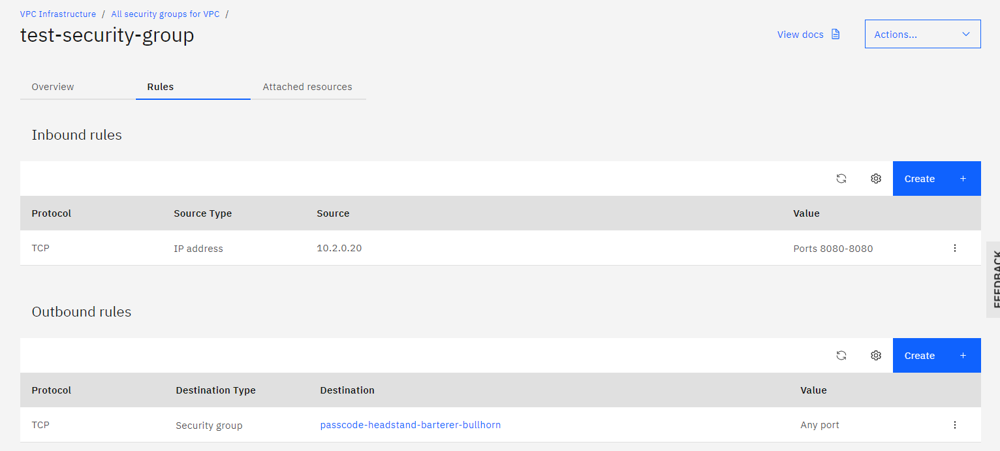 VPC Infrastructure / All security groups for VPC /
test-security-group
View docs
Actions...
Overview Rules Attached resources
Inbound rules
Create +
Protocol Source Type Source Value
TCP IP address 10.2.0.20 Ports 8080-8080
FEEDBACK
Outbound rules
Create +
Protocol Destination Type Destination Value
TCP Security group passcode-headstand-barterer-bullhorn Any port